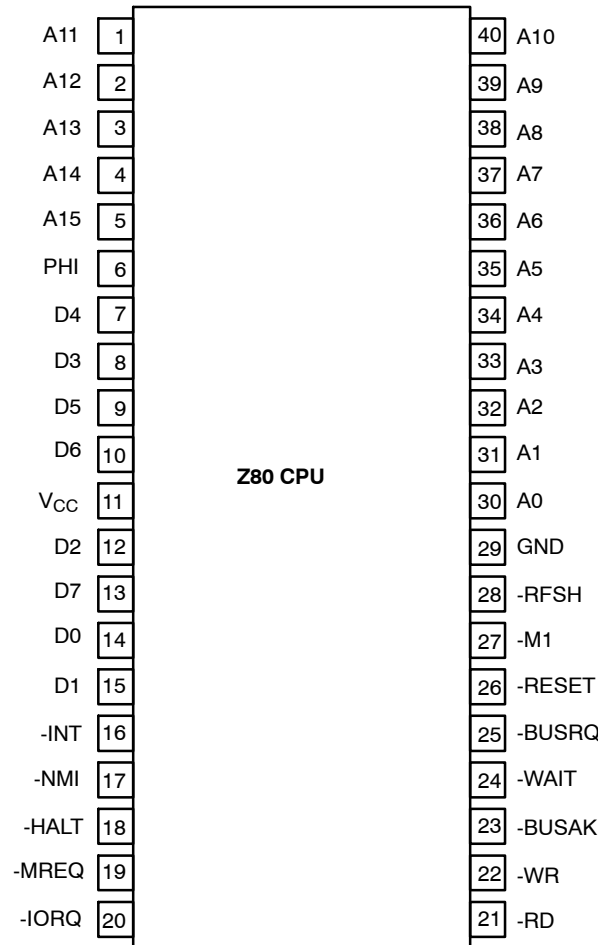 A11 1 40 A10
A12 2 39 A9
A13 3 38 A8
A14 4 37 A7
A15 5 36 A6
PHI 6 35 A5
D4 7 34 A4
D3 8 33 A3
D5 9 32 A2
D6 10 31 A1
Z80 CPU
VCC 11 30 A0
D2 12 29 GND
D7 13 28 -RFSH
D0 14 27 -M1
D1 15 26 -RESET
-INT 16 25 -BUSRQ
-NMI 17 24 -WAIT
-HALT 18 23 -BUSAK
-MREQ 19 22 -WR
-IORQ 20 21 -RD